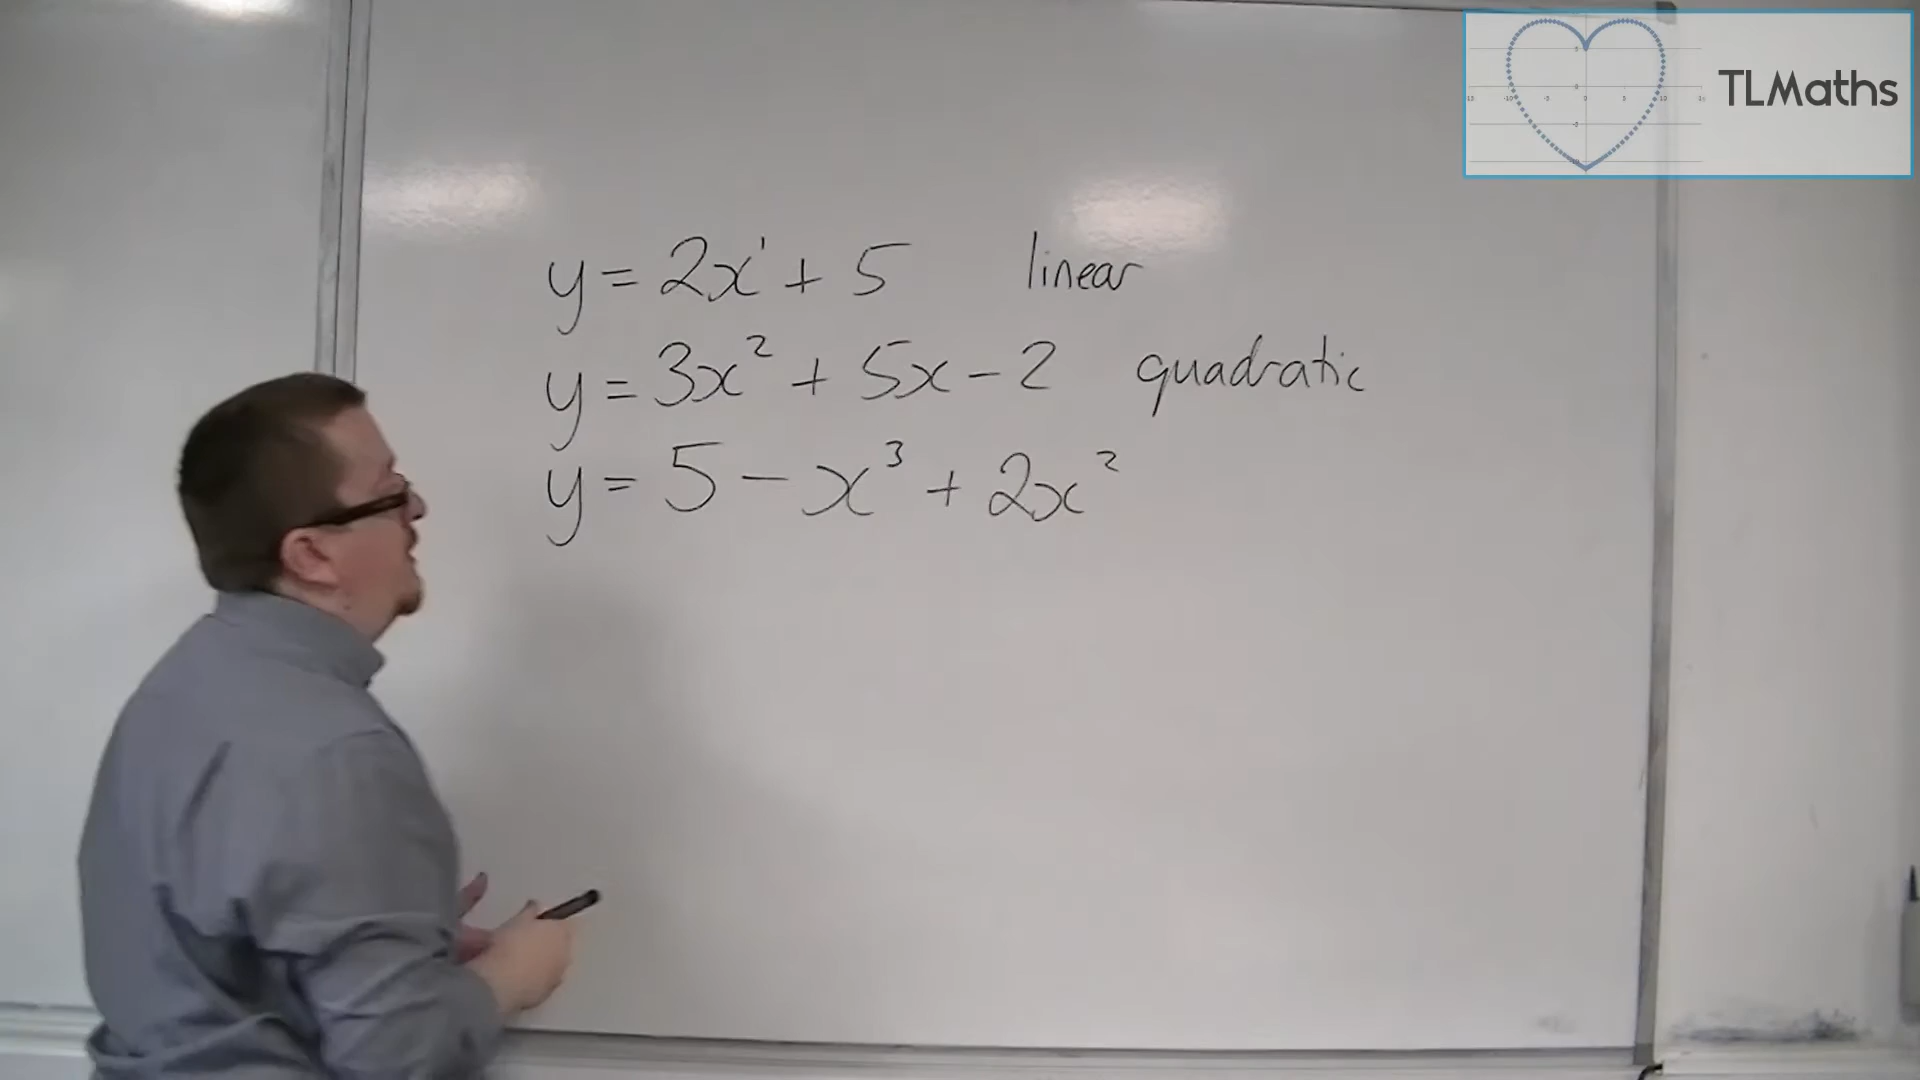 TLMaths
y = 2x¹ + 5 linear
y = 3x² + 5x - 2 quadratic
y = 5 - x³ + 2x²